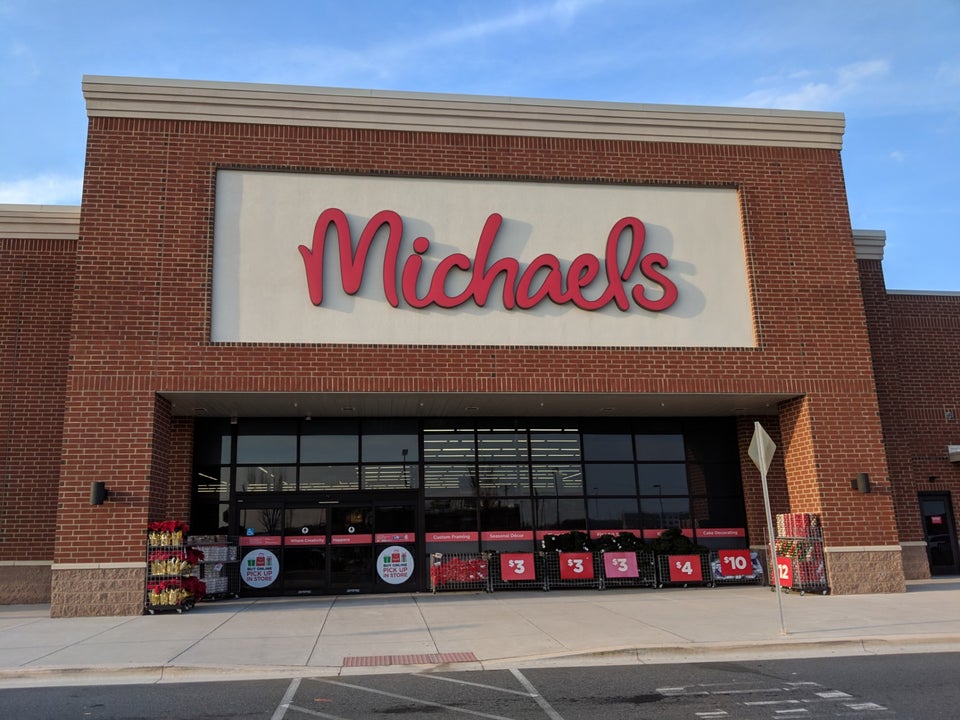 Michaels
Where Creativity
Happens
Custom Framing
Seasonal Décor
Cake Decorating
BUY ONLINE
PICK UP
IN STORE
BUY ONLINE
PICK UP
IN STORE
$3
$3
$3
$4
$10
12